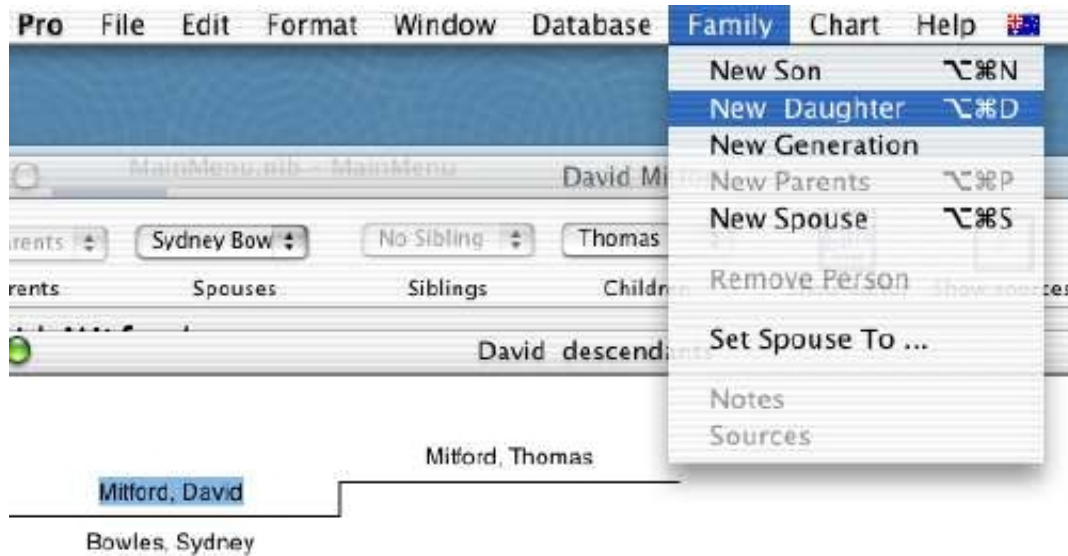 Pro File Edit Format Window Database Family Chart Help
New Son ⌥⌘N
New Daughter ⌥⌘D
New Generation
MainMenu.nib - MainMenu David Mi
New Parents ⌥⌘P
New Spouse ⌥⌘S
Sydney Bow No Sibling Thomas
Spouses Siblings
Remove Person
Set Spouse To ...
David descend
Notes
Sources
Mitford, Thomas
Mitford, David
Bowles, Sydney